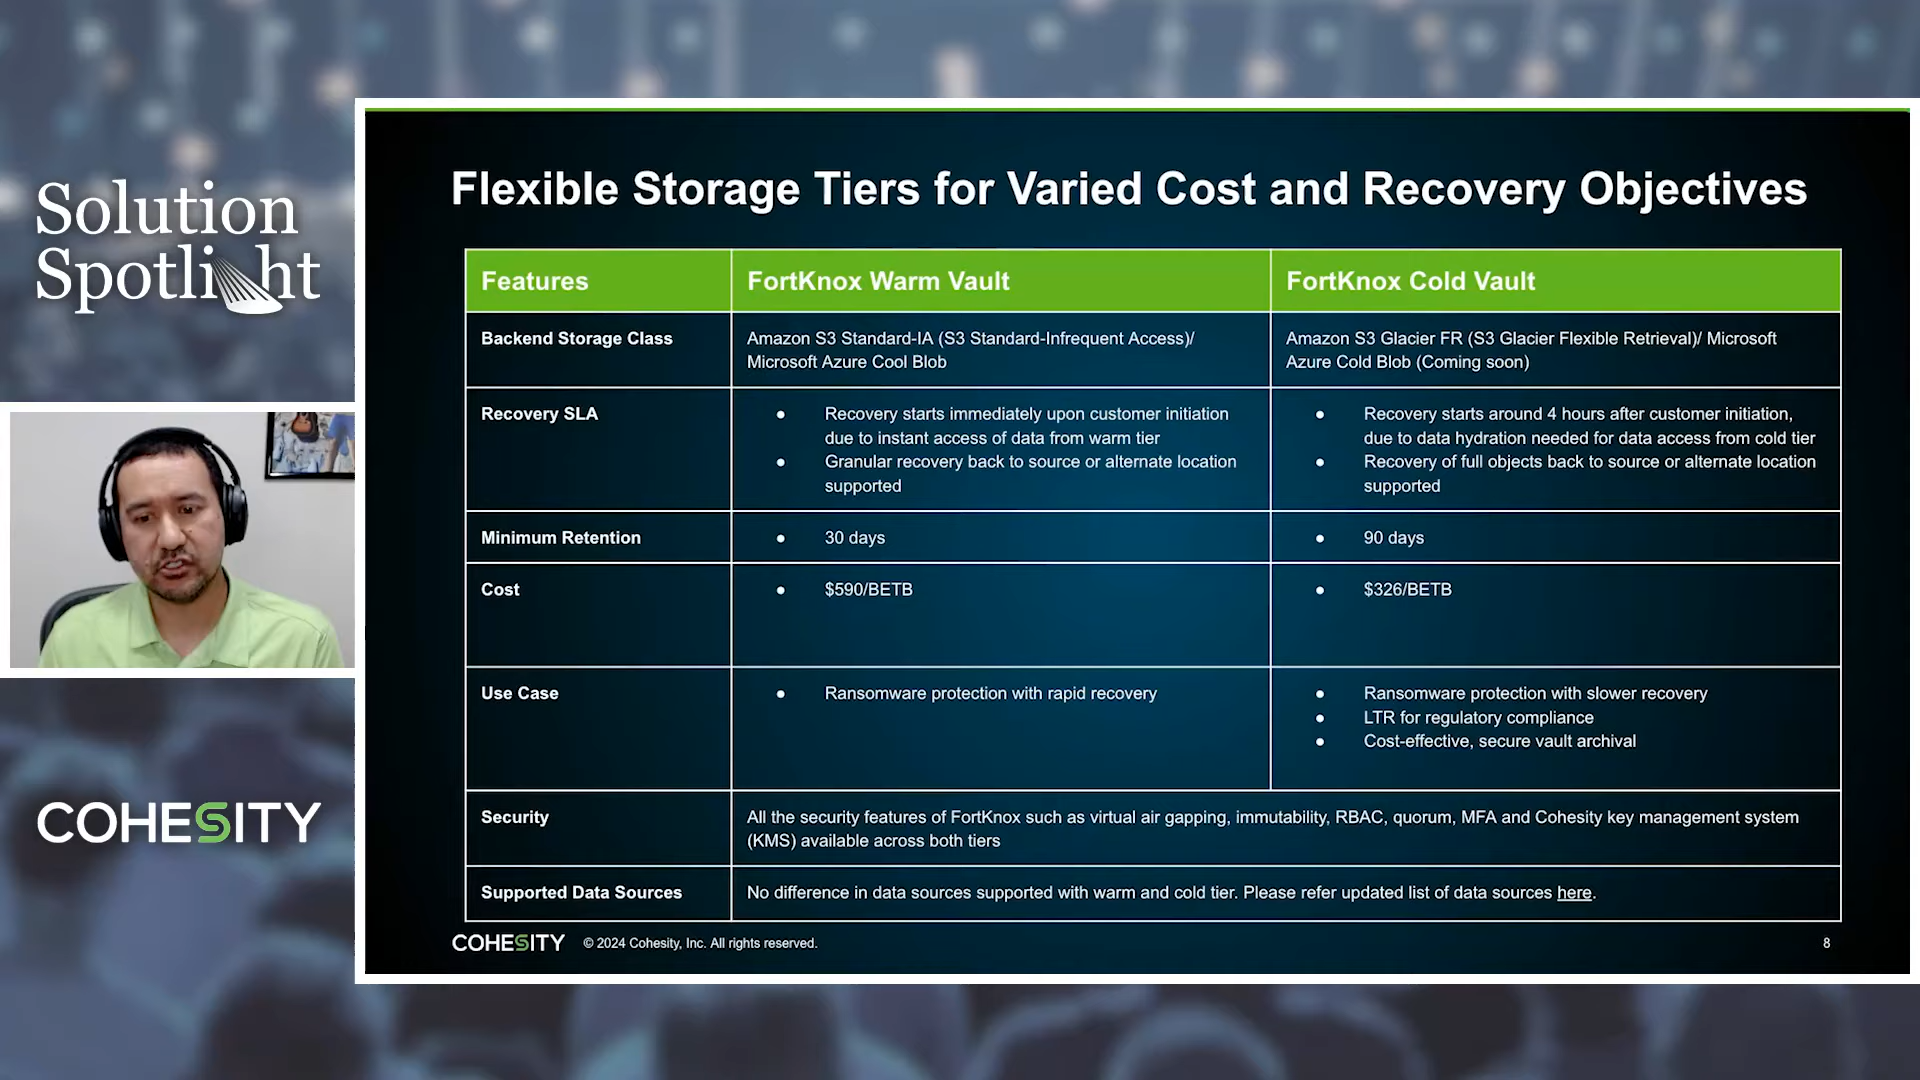 Solution
Spotlight
COHESITY
Flexible Storage Tiers for Varied Cost and Recovery Objectives
Features
FortKnox Warm Vault
FortKnox Cold Vault
Backend Storage Class
Amazon S3 Standard-IA (S3 Standard-Infrequent Access)/
Microsoft Azure Cool Blob
Amazon S3 Glacier FR (S3 Glacier Flexible Retrieval)/ Microsoft
Azure Cold Blob (Coming soon)
Recovery SLA
● Recovery starts immediately upon customer initiation
due to instant access of data from warm tier
● Granular recovery back to source or alternate location
supported
● Recovery starts around 4 hours after customer initiation,
due to data hydration needed for data access from cold tier
● Recovery of full objects back to source or alternate location
supported
Minimum Retention
● 30 days
● 90 days
Cost
● $590/BETB
● $326/BETB
Use Case
● Ransomware protection with rapid recovery
● Ransomware protection with slower recovery
● LTR for regulatory compliance
● Cost-effective, secure vault archival
Security
All the security features of FortKnox such as virtual air gapping, immutability, RBAC, quorum, MFA and Cohesity key management system
(KMS) available across both tiers
Supported Data Sources
No difference in data sources supported with warm and cold tier. Please refer updated list of data sources here.
COHESITY © 2024 Cohesity, Inc. All rights reserved.
8